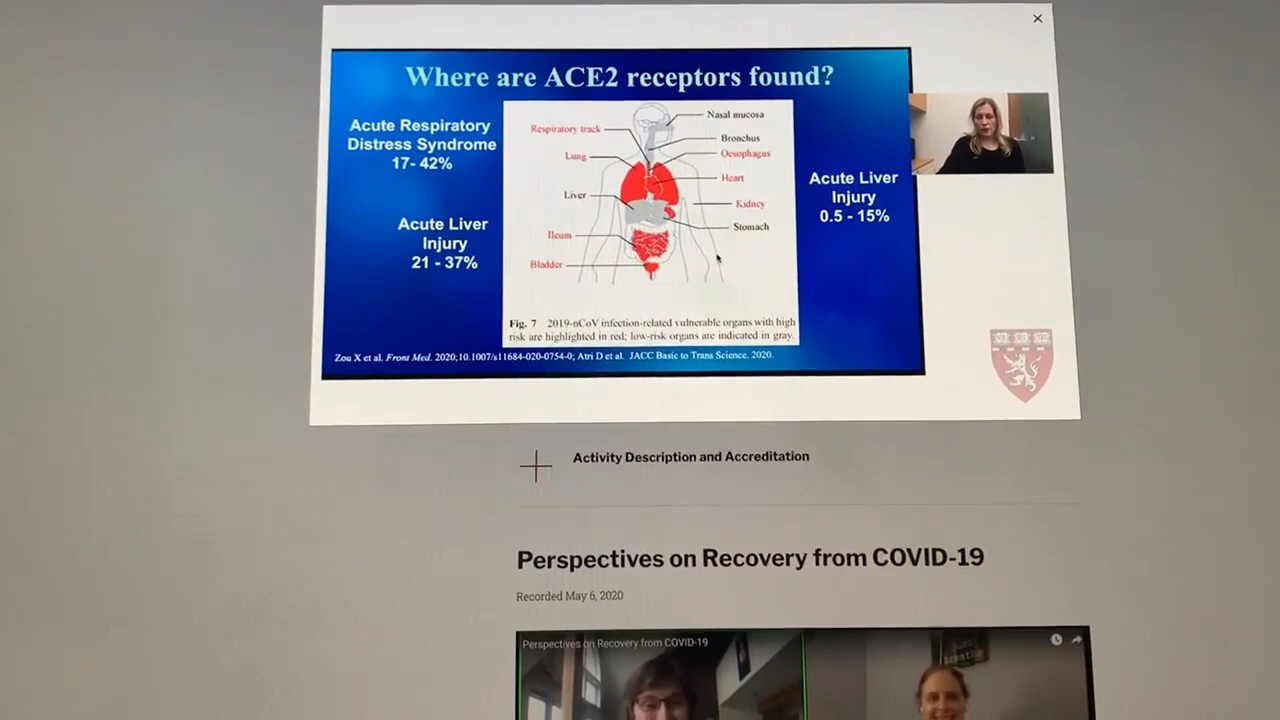 Where are ACE2 receptors found?
Acute Respiratory
Distress Syndrome
17- 42%
Acute Liver
Injury
21 - 37%
Respiratory track
Lung
Liver
Ileum
Bladder
Nasal mucosa
Bronchus
Oesophagus
Heart
Kidney
Stomach
Fig. 7 2019-nCoV infection-related vulnerable organs with high
risk are highlighted in red; low-risk organs are indicated in gray.
Acute Liver
Injury
0.5 - 15%
Zou X et al. Front Med. 2020;10.1007/s11684-020-0754-0; Atri D et al. JACC Basic to Trans Science. 2020.
Activity Description and Accreditation
Perspectives on Recovery from COVID-19
Recorded May 6, 2020
Perspectives on Recovery from COVID-19
just
breathe